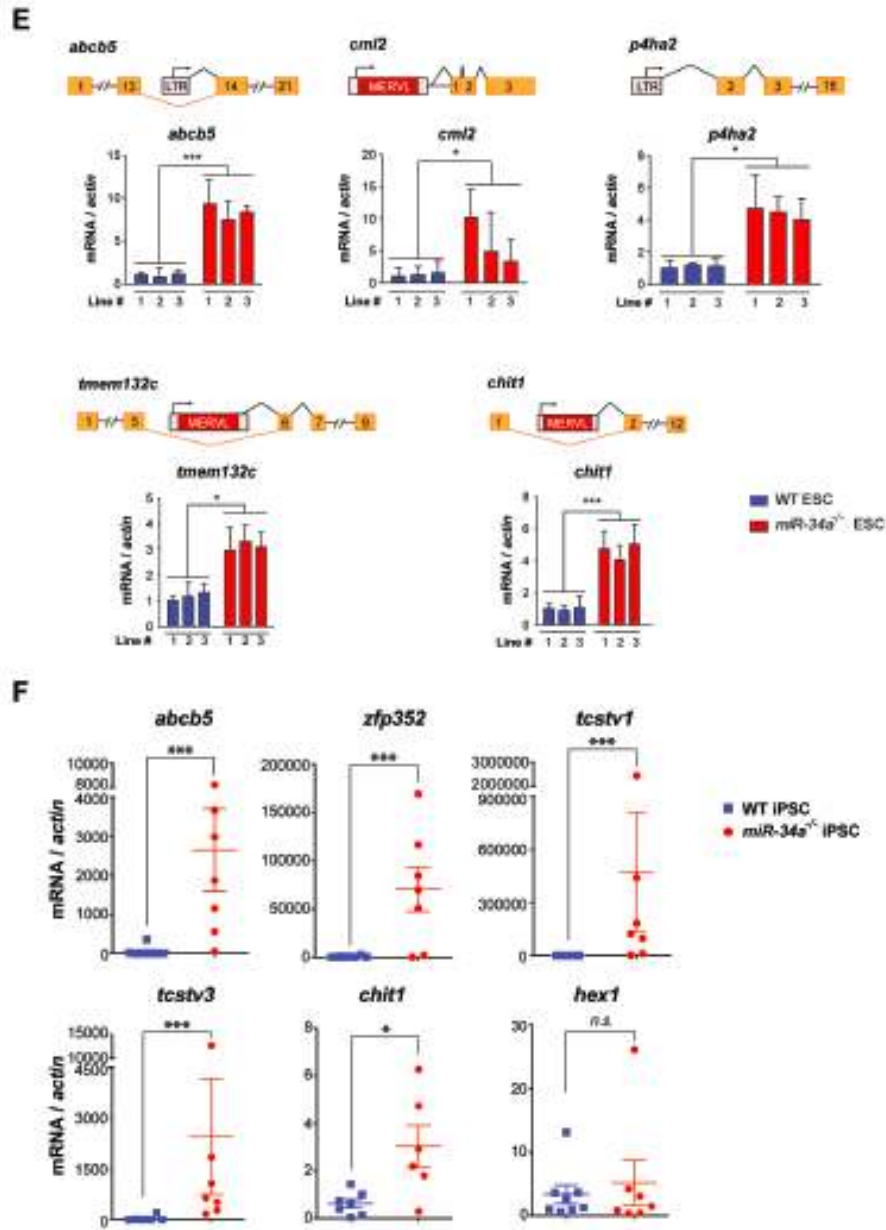 E
abcb5
cml2
p4ha2
1 13 LTR 14 21
MERVL 1 2 3
LTR 2 3
abcb5
cml2
p4ha2
mRNA / actin
15
10
5
0
***
Line # 1 2 3 1 2 3
mRNA / actin
20
15
10
5
0
*
Line # 1 2 3 1 2 3
mRNA / actin
8
6
4
2
0
*
Line # 1 2 3 1 2 3
tmem132c
chit1
1 5 MERVL 6 7 9
1 MERVL 2 12
tmem132c
chit1
mRNA / actin
5
4
3
2
1
0
*
Line # 1 2 3 1 2 3
mRNA / actin
8
6
4
2
0
***
Line # 1 2 3 1 2 3
WT ESC
miR-34a-/- ESC
F
abcb5
zfp352
tcstv1
mRNA / actin
10000
8000
4000
3000
2000
1000
0
***
200000
150000
100000
50000
0
***
3000000
2000000
900000
600000
300000
0
***
WT iPSC
miR-34a-/- iPSC
tcstv3
chit1
hex1
mRNA / actin
15000
10000
4500
3000
1500
0
***
8
6
4
2
0
*
30
20
10
0
n.s.